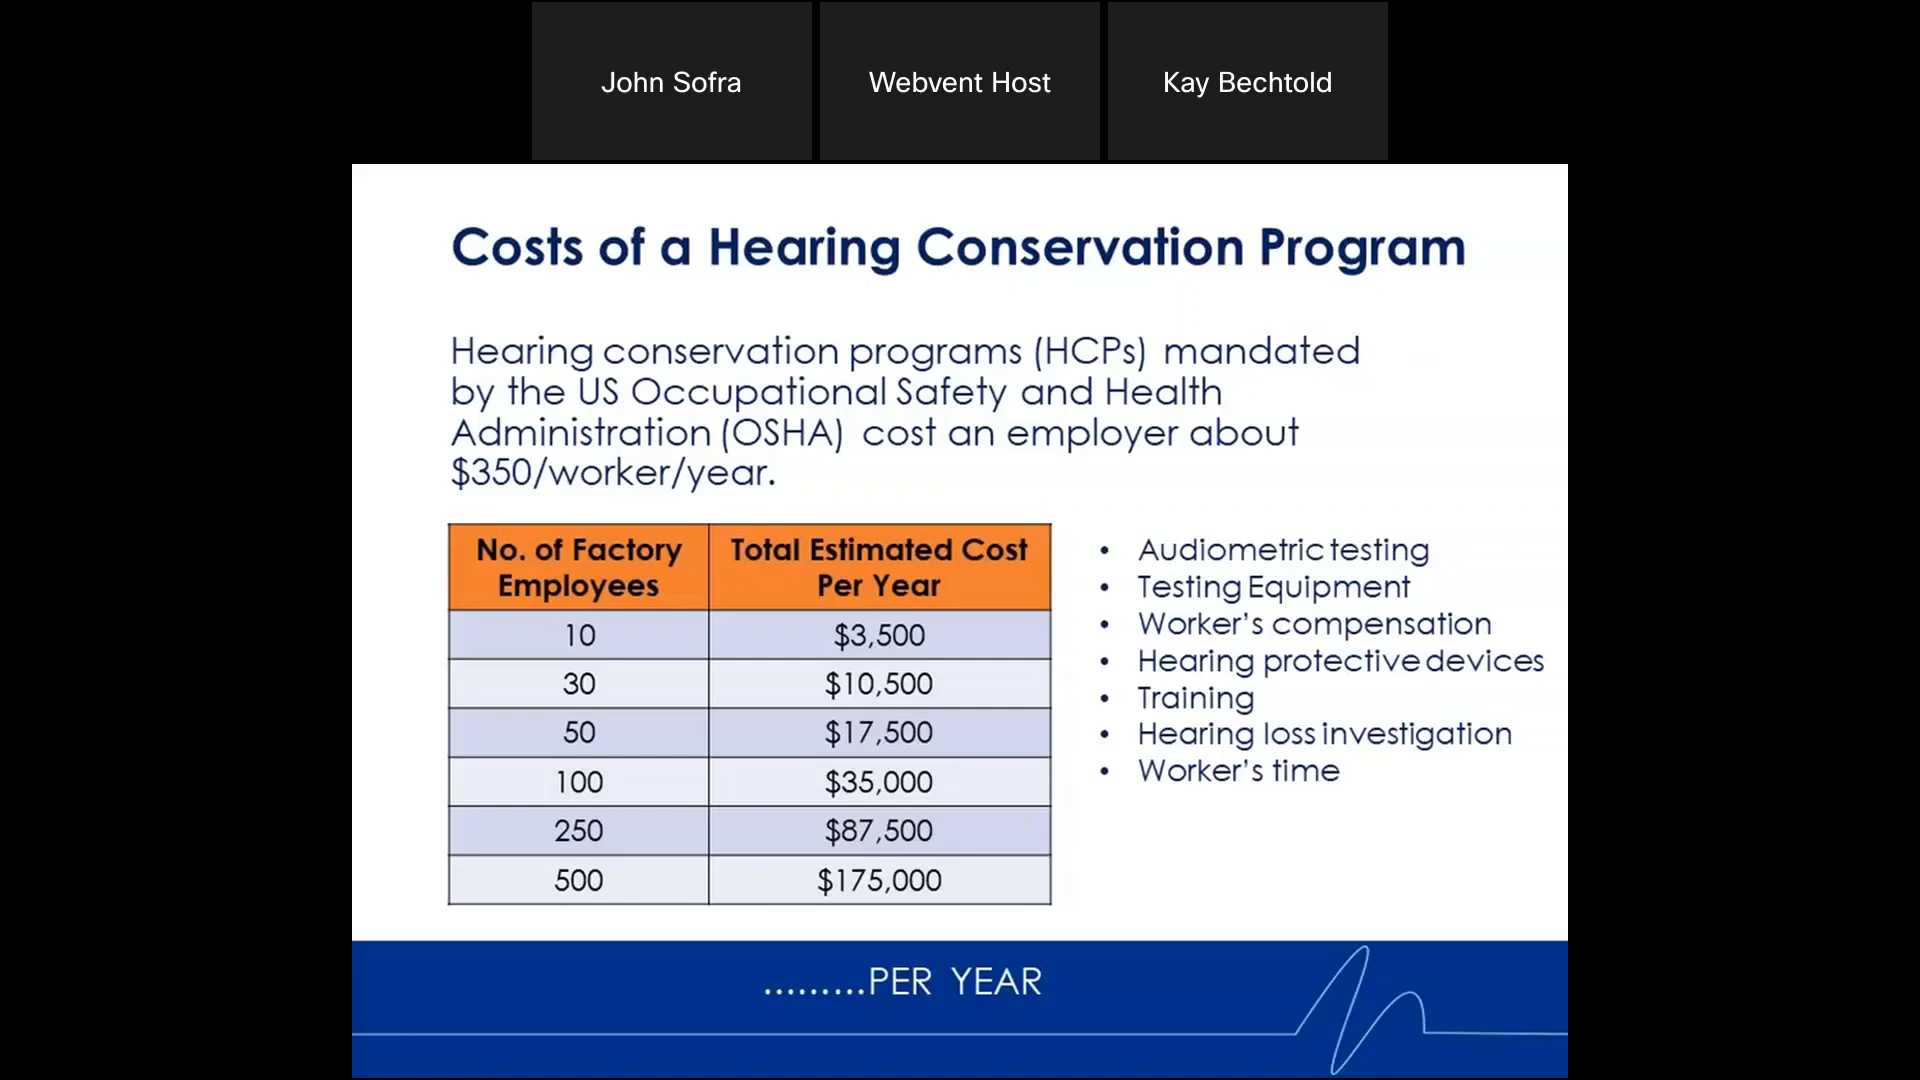 John Sofra
Webvent Host
Kay Bechtold
Costs of a Hearing Conservation Program
Hearing conservation programs (HCPs) mandated
by the US Occupational Safety and Health
Administration (OSHA) cost an employer about
$350/worker/year.
No. of Factory Employees
Total Estimated Cost Per Year
10 $3,500
30 $10,500
50 $17,500
100 $35,000
250 $87,500
500 $175,000
• Audiometric testing
• Testing Equipment
• Worker's compensation
• Hearing protective devices
• Training
• Hearing loss investigation
• Worker's time
.........PER YEAR